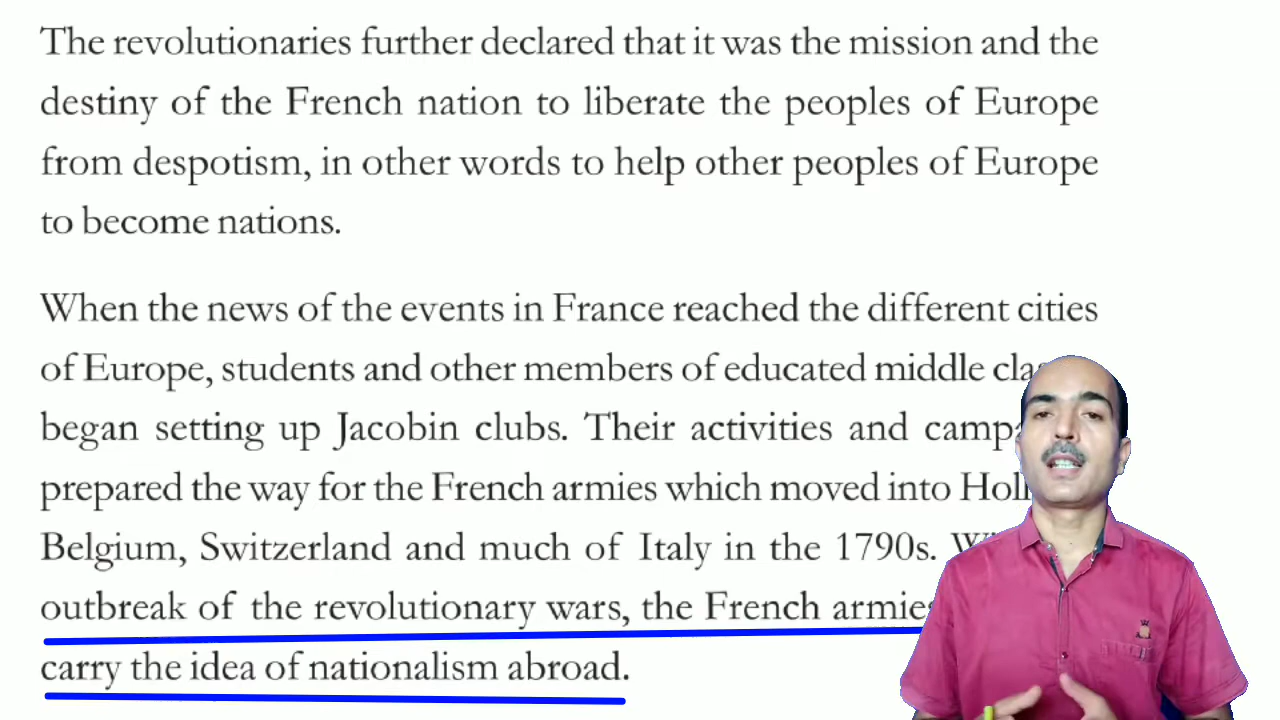 The revolutionaries further declared that it was the mission and the
destiny of the French nation to liberate the peoples of Europe
from despotism, in other words to help other peoples of Europe
to become nations.
When the news of the events in France reached the different cities
of Europe, students and other members of educated middle
began setting up Jacobin clubs. Their activities and
prepared the way for the French armies which moved into
Belgium, Switzerland and much of Italy in the 1790s.
outbreak of the revolutionary wars, the French armies
carry the idea of nationalism abroad.